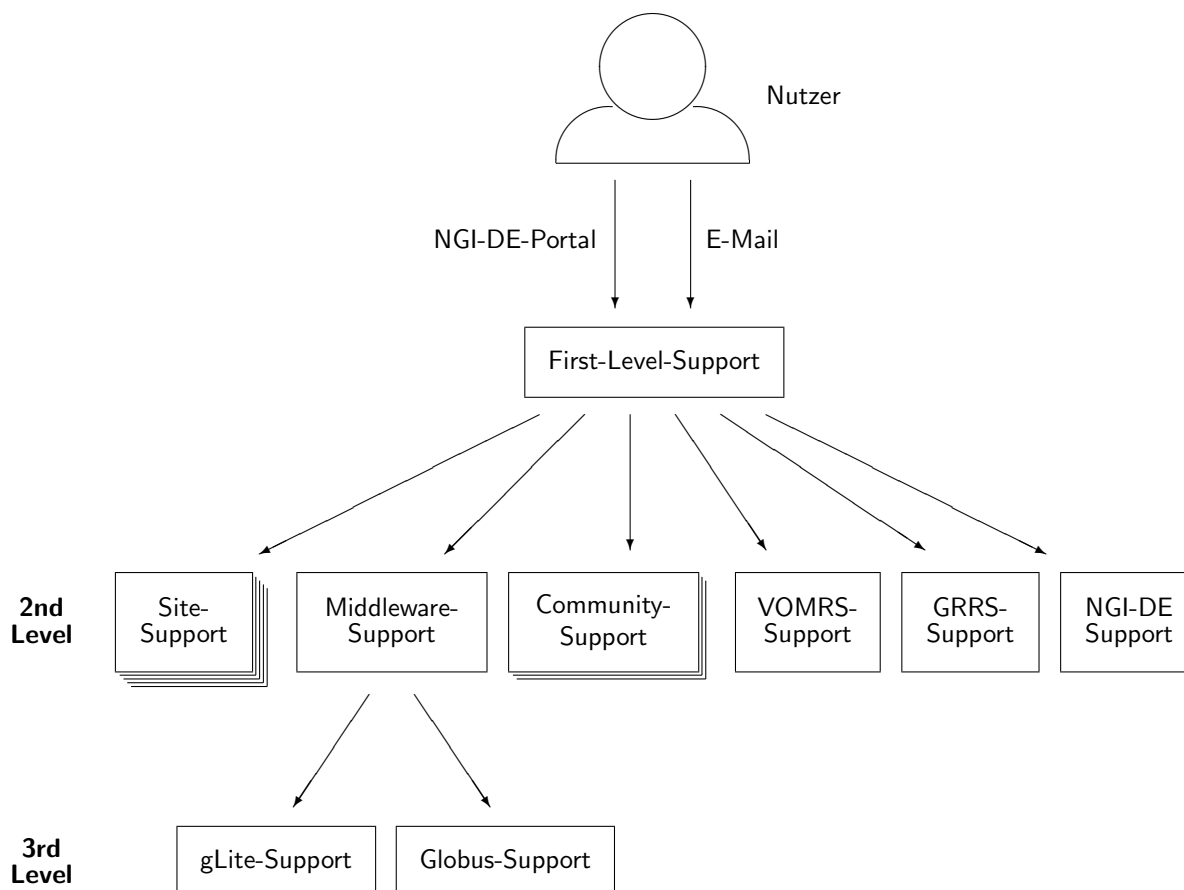 Nutzer
NGI-DE-Portal
E-Mail
First-Level-Support
2nd
Level
Site-
Support
Middleware-
Support
Community-
Support
VOMRS-
Support
GRRS-
Support
NGI-DE
Support
3rd
Level
gLite-Support
Globus-Support